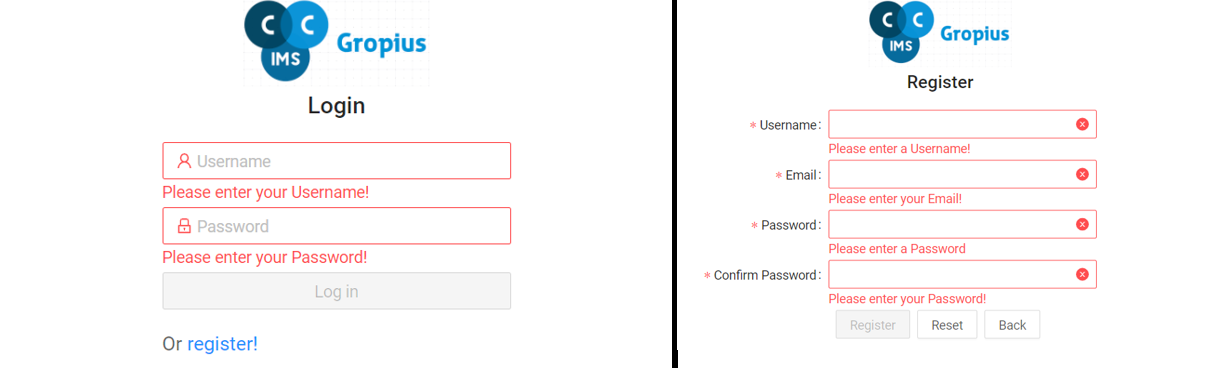 C C
IMS
Gropius
Login
Username
Please enter your Username!
Password
Please enter your Password!
Log in
Or register!
C C
IMS
Gropius
Register
* Username:
Please enter a Username!
* Email:
Please enter your Email!
* Password:
Please enter a Password
* Confirm Password:
Please enter your Password!
Register Reset Back